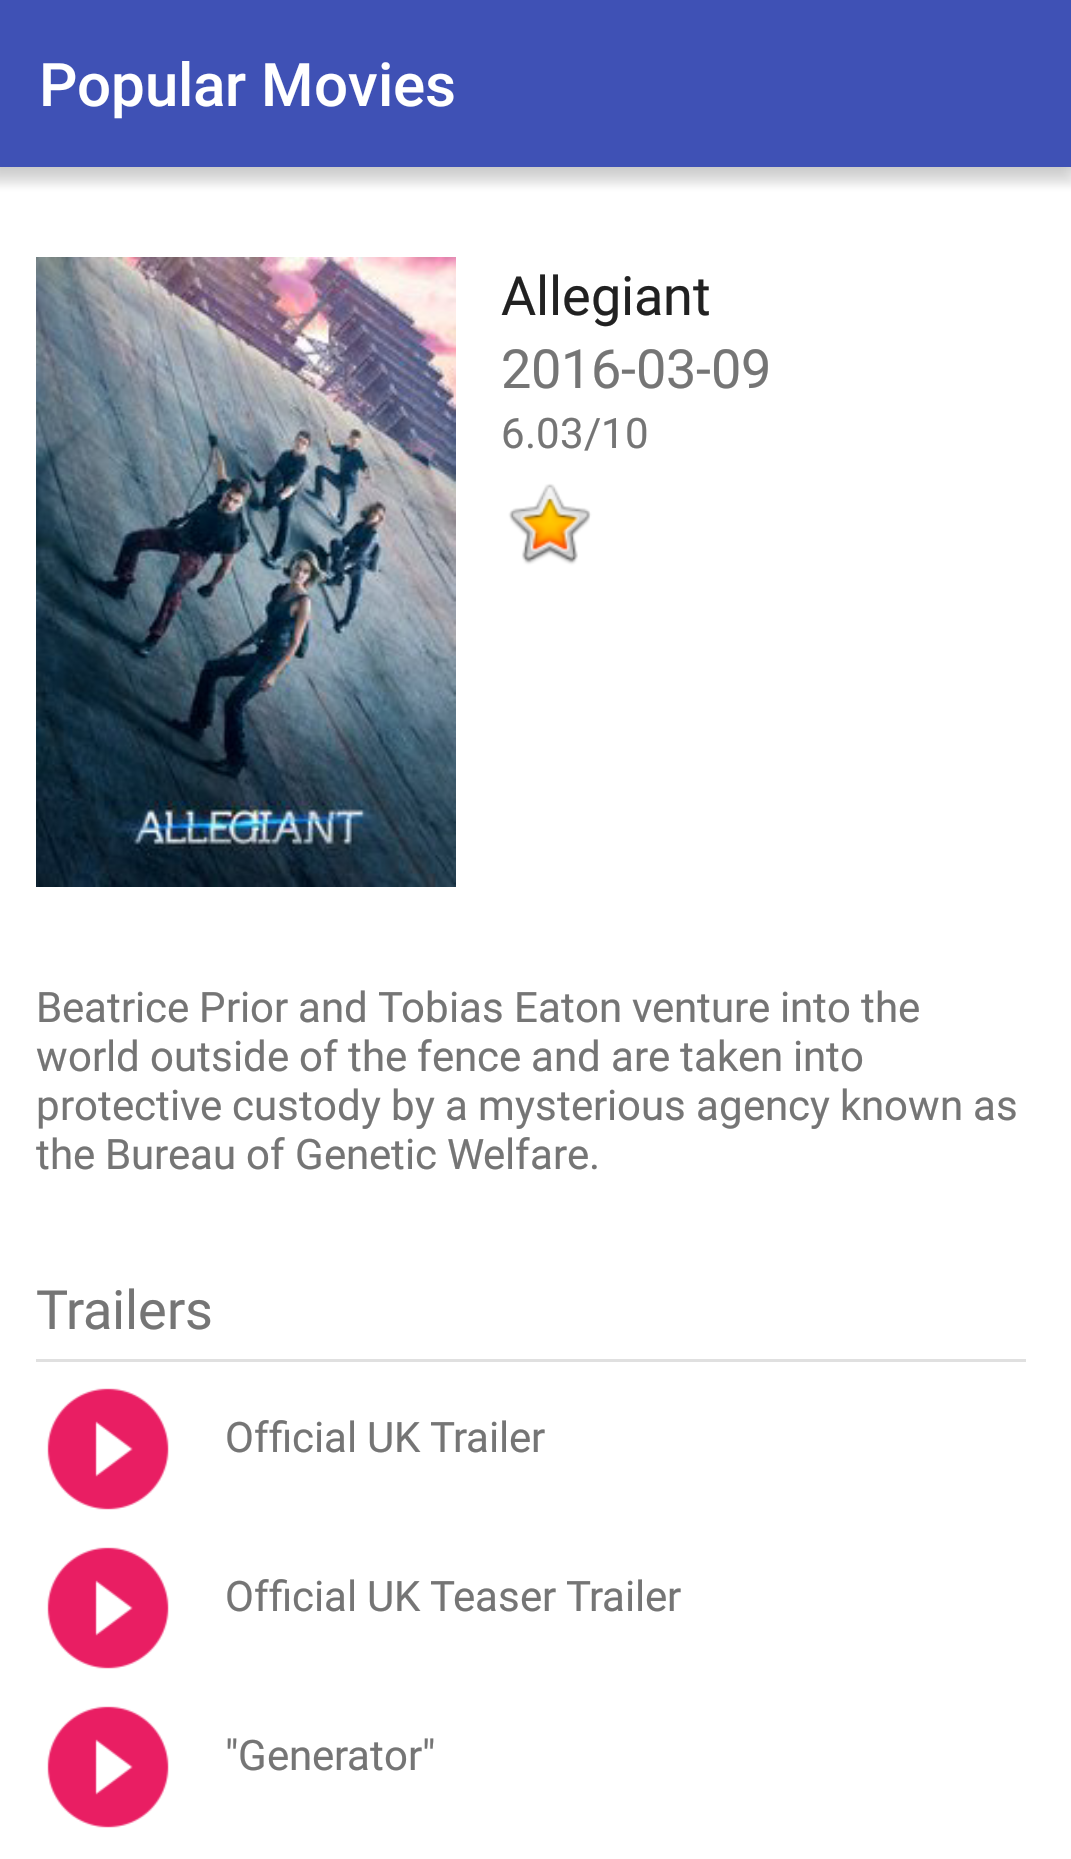 Popular Movies
Allegiant
2016-03-09
6.03/10
ALLEGIANT
Beatrice Prior and Tobias Eaton venture into the
world outside of the fence and are taken into
protective custody by a mysterious agency known as
the Bureau of Genetic Welfare.
Trailers
Official UK Trailer
Official UK Teaser Trailer
"Generator"